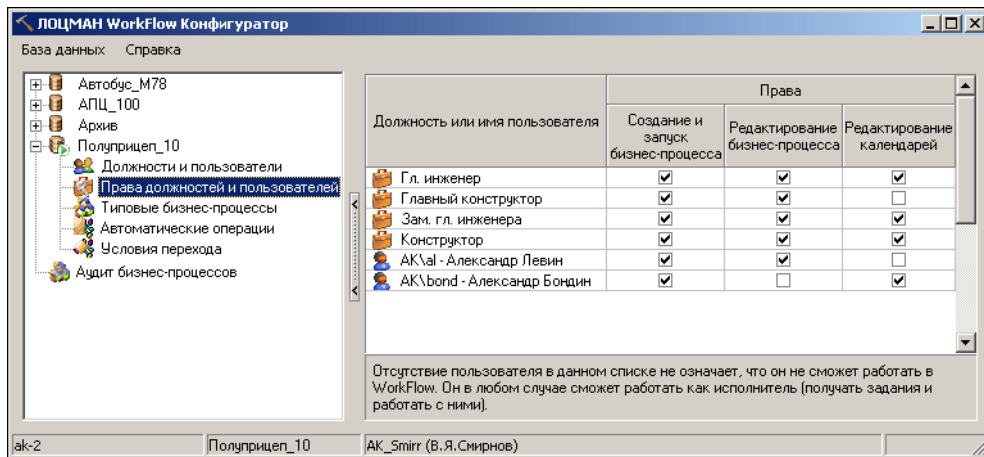 ЛОЦМАН WorkFlow Конфигуратор
База данных Справка
Автобус_М78
АПЦ_100
Архив
Полуприцеп_10
Должности и пользователи
Права должностей и пользователей
Типовые бизнес-процессы
Автоматические операции
Условия перехода
Аудит бизнес-процессов
Должность или имя пользователя
Права
Создание и запуск бизнес-процесса
Редактирование бизнес-процесса
Редактирование календарей
Гл. инженер
Главный конструктор
Зам. гл. инженера
Конструктор
AK\al - Александр Левин
AK\bond - Александр Бондин
Отсутствие пользователя в данном списке не означает, что он не сможет работать в
WorkFlow. Он в любом случае сможет работать как исполнитель (получать задания и
работать с ними).
ak-2
Полуприцеп_10
AK_Smirr (В.Я.Смирнов)